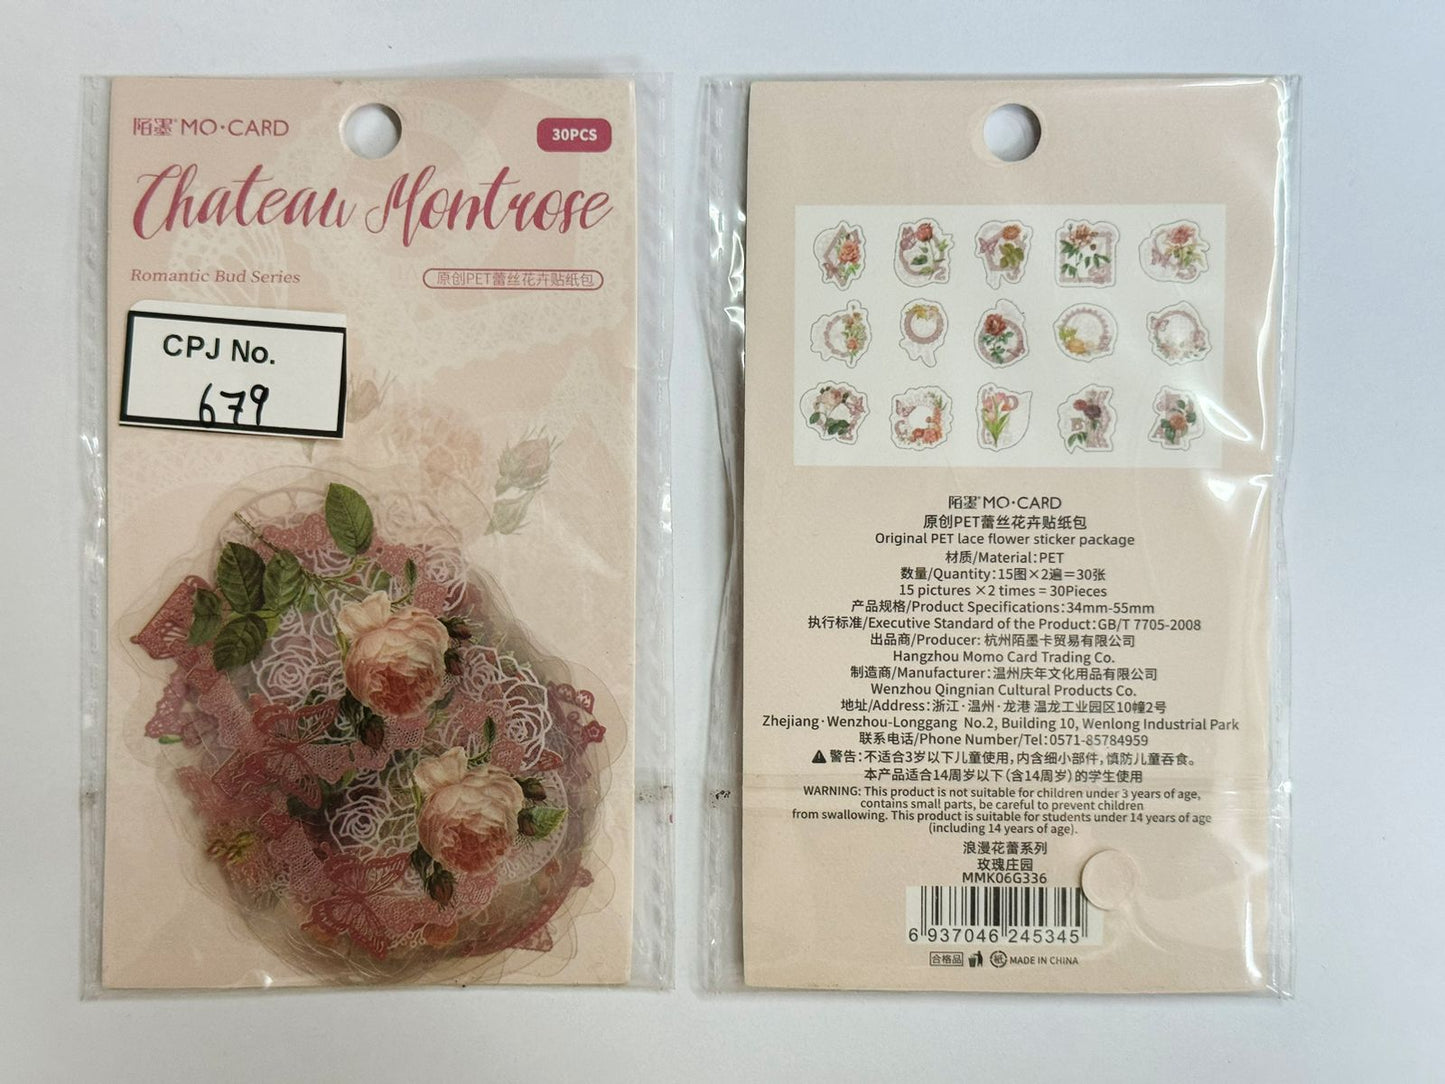 陌墨® MO·CARD
30PCS
Chateau Montrose
Romantic Bud Series
原创PET蕾丝花卉贴纸包
CPJ No.
679
陌墨® MO·CARD
原创PET蕾丝花卉贴纸包
Original PET lace flower sticker package
材质/Material:PET
数量/Quantity:15图×2遍=30张
15 pictures ×2 times = 30Pieces
产品规格/Product Specifications:34mm-55mm
执行标准/Executive Standard of the Product:GB/T 7705-2008
出品商/Producer: 杭州陌墨卡贸易有限公司
Hangzhou Momo Card Trading Co.
制造商/Manufacturer:温州庆年文化用品有限公司
Wenzhou Qingnian Cultural Products Co.
地址/Address:浙江·温州·龙港 温龙工业园区10幢2号
Zhejiang·Wenzhou-Longgang No.2, Building 10, Wenlong Industrial Park
联系电话/Phone Number/Tel:0571-85784959
警告:不适合3岁以下儿童使用,内含细小部件,慎防儿童吞食。
本产品适合14周岁以下(含14周岁)的学生使用
WARNING: This product is not suitable for children under 3 years of age,
contains small parts, be careful to prevent children
from swallowing. This product is suitable for students under 14 years of age
(including 14 years of age).
浪漫花蕾系列
玫瑰庄园
MMK06G336
6 937046 245345
合格品 紙 MADE IN CHINA